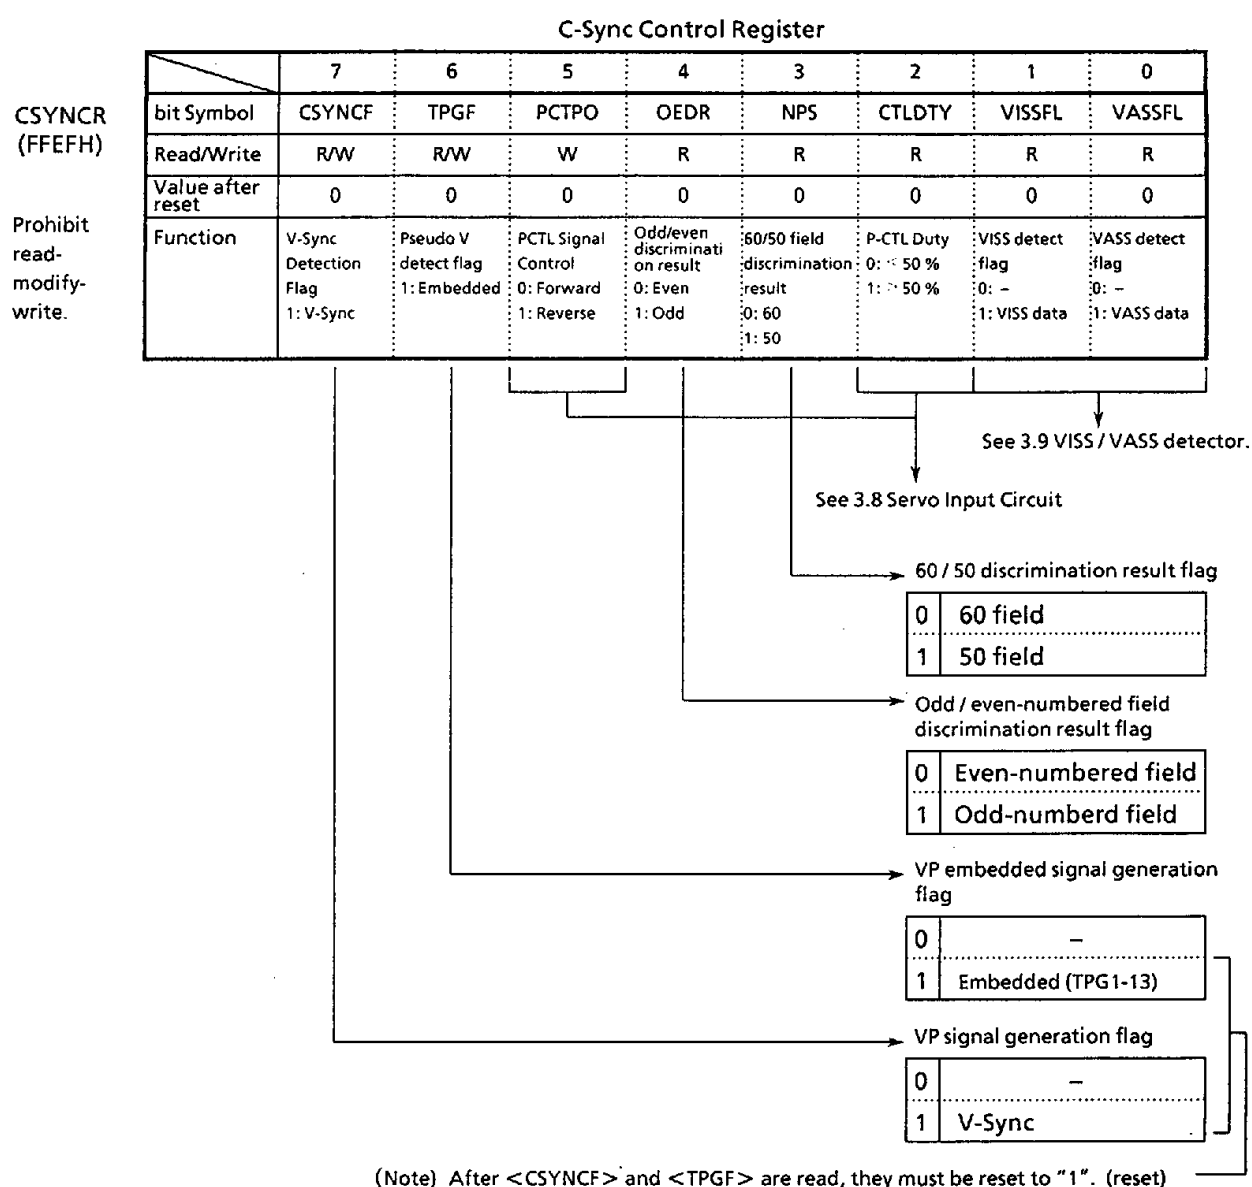 C-Sync Control Register
7 6 5 4 3 2 1 0
CSYNCR
(FFEFH)
Prohibit
read-
modify-
write.
bit Symbol CSYNCF TPGF PCTPO OEDR NPS CTLDTY VISSFL VASSFL
Read/Write R/W R/W W R R R R R
Value after
reset
0 0 0 0 0 0 0 0
Function
V-Sync
Detection
Flag
1: V-Sync
Pseudo V
detect flag
1: Embedded
PCTL Signal
Control
0: Forward
1: Reverse
Odd/even
discriminati
on result
0: Even
1: Odd
60/50 field
discrimination
result
0: 60
1: 50
P-CTL Duty
0: 50 %
1: 50 %
VISS detect
flag
0: –
1: VISS data
VASS detect
flag
0: –
1: VASS data
See 3.9 VISS / VASS detector.
See 3.8 Servo Input Circuit
60 / 50 discrimination result flag
0 60 field
1 50 field
Odd / even-numbered field
discrimination result flag
0 Even-numbered field
1 Odd-numberd field
VP embedded signal generation
flag
0 –
1 Embedded (TPG1-13)
VP signal generation flag
0 –
1 V-Sync
(Note) After <CSYNCF> and <TPGF> are read, they must be reset to "1". (reset)